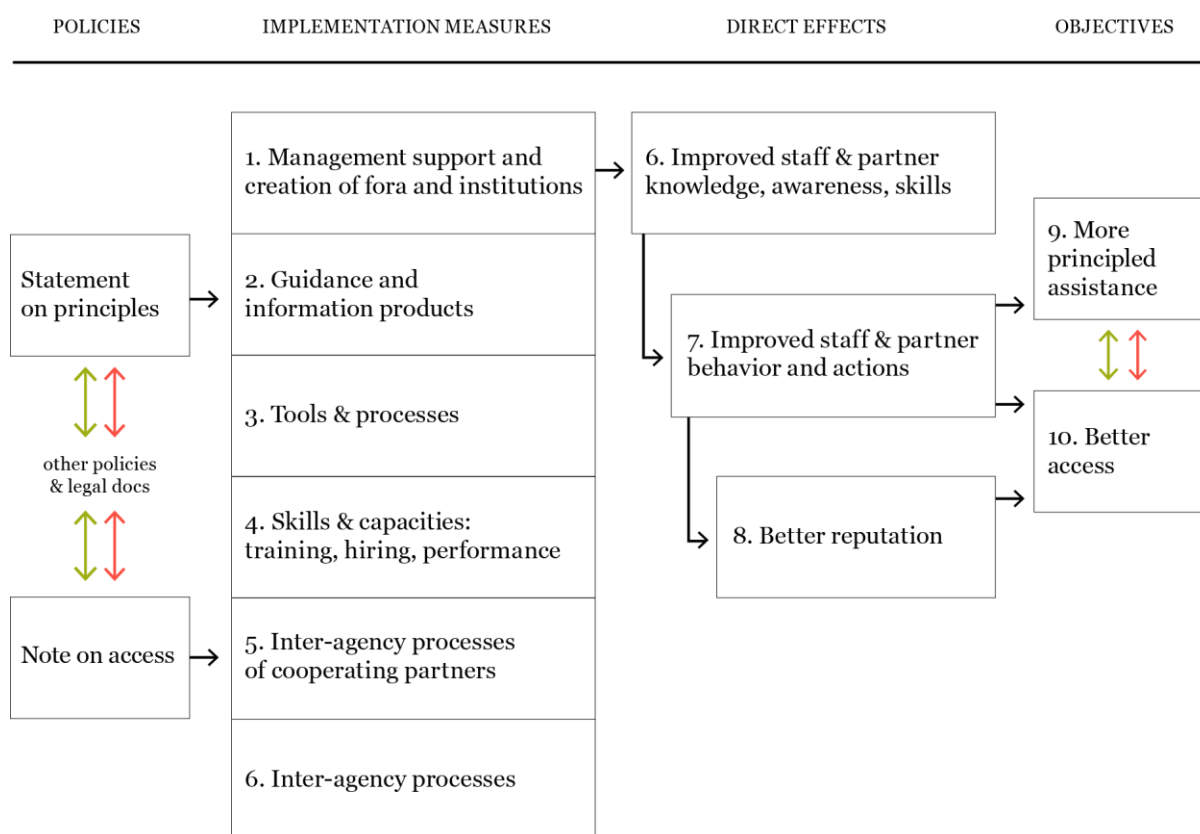 POLICIES
IMPLEMENTATION MEASURES
DIRECT EFFECTS
OBJECTIVES
Statement
on principles
other policies
& legal docs
Note on access
1. Management support and
creation of fora and institutions
2. Guidance and
information products
3. Tools & processes
4. Skills & capacities:
training, hiring, performance
5. Inter-agency processes
of cooperating partners
6. Inter-agency processes
6. Improved staff & partner
knowledge, awareness, skills
7. Improved staff & partner
behavior and actions
8. Better reputation
9. More
principled
assistance
10. Better
access